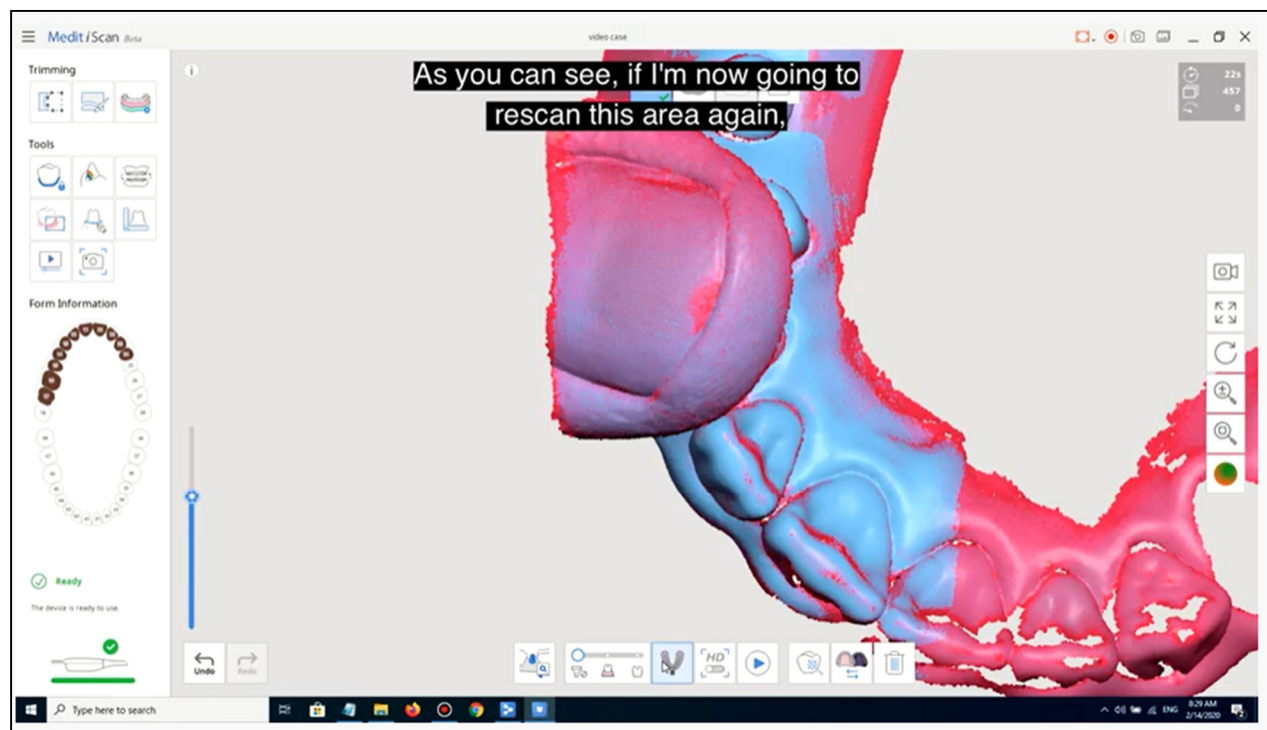 Medit iScan Beta
video case
As you can see, if I'm now going to
rescan this area again,
22s
457
0
Trimming
Tools
Form Information
Ready
The device is ready to use.
Undo
Redo
HD
Type here to search
ENG
8:29 AM
2/14/2020